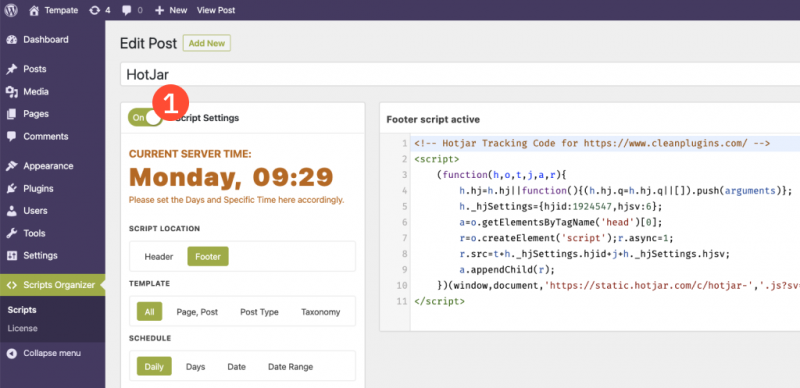 Tempate 4 0 New View Post
Dashboard
Posts
Media
Pages
Comments
Appearance
Plugins
Users
Tools
Settings
Scripts Organizer
Scripts
License
Collapse menu
Edit Post Add New
HotJar
1
On Script Settings
CURRENT SERVER TIME:
Monday, 09:29
Please set the Days and Specific Time here accordingly.
SCRIPT LOCATION
Header Footer
TEMPLATE
All Page, Post Post Type Taxonomy
SCHEDULE
Daily Days Date Date Range
Footer script active
1 <!-- Hotjar Tracking Code for https://www.cleanplugins.com/ -->
2 <script>
3 (function(h,o,t,j,a,r){
4 h.hj=h.hj||function(){(h.hj.q=h.hj.q||[]).push(arguments)};
5 h._hjSettings={hjid:1924547,hjsv:6};
6 a=o.getElementsByTagName('head')[0];
7 r=o.createElement('script');r.async=1;
8 r.src=t+h._hjSettings.hjid+j+h._hjSettings.hjsv;
9 a.appendChild(r);
10 })(window,document,'https://static.hotjar.com/c/hotjar-','.js?sv
11 </script>